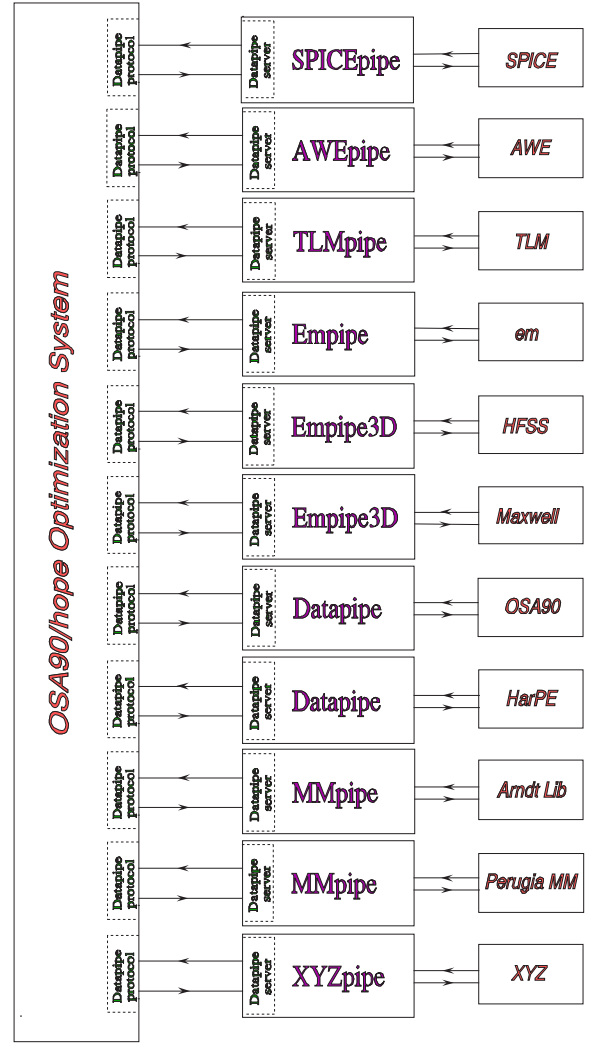 OSA90/hope Optimization System
Datapipe
protocol
Datapipe
server
SPICEpipe
SPICE
Datapipe
protocol
Datapipe
server
AWEpipe
AWE
Datapipe
protocol
Datapipe
server
TLMpipe
TLM
Datapipe
protocol
Datapipe
server
Empipe
em
Datapipe
protocol
Datapipe
server
Empipe3D
HFSS
Datapipe
protocol
Datapipe
server
Empipe3D
Maxwell
Datapipe
protocol
Datapipe
server
Datapipe
OSA90
Datapipe
protocol
Datapipe
server
Datapipe
HarPE
Datapipe
protocol
Datapipe
server
MMpipe
Arndt Lib
Datapipe
protocol
Datapipe
server
MMpipe
Perugia MM
Datapipe
protocol
Datapipe
server
XYZpipe
XYZ